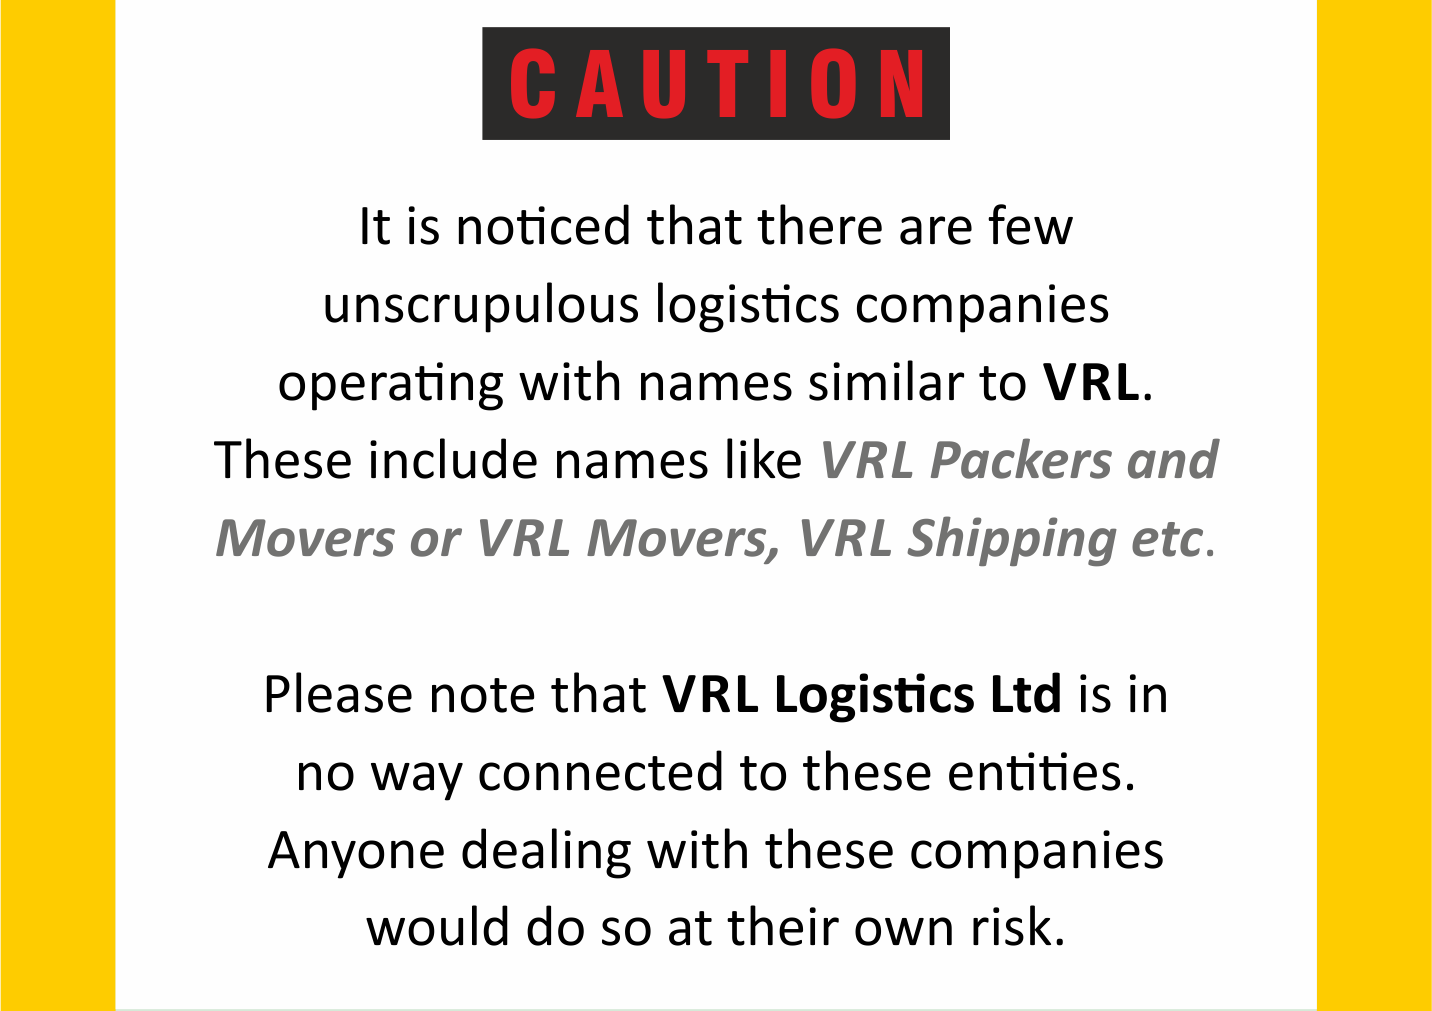 CAUTION
It is noticed that there are few
unscrupulous logistics companies
operating with names similar to VRL.
These include names like VRL Packers and
Movers or VRL Movers, VRL Shipping etc.
Please note that VRL Logistics Ltd is in
no way connected to these entities.
Anyone dealing with these companies
would do so at their own risk.